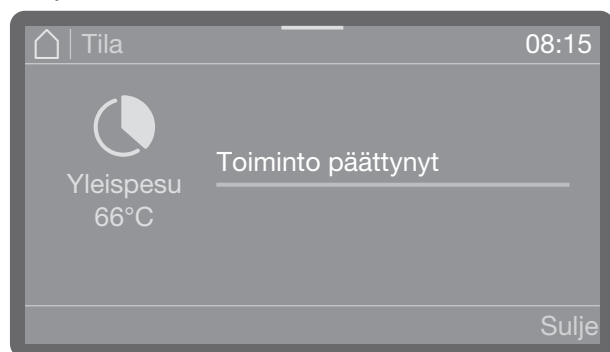 Tila
08:15
Toiminto päättynyt
Yleispesu
66°C
Sulje